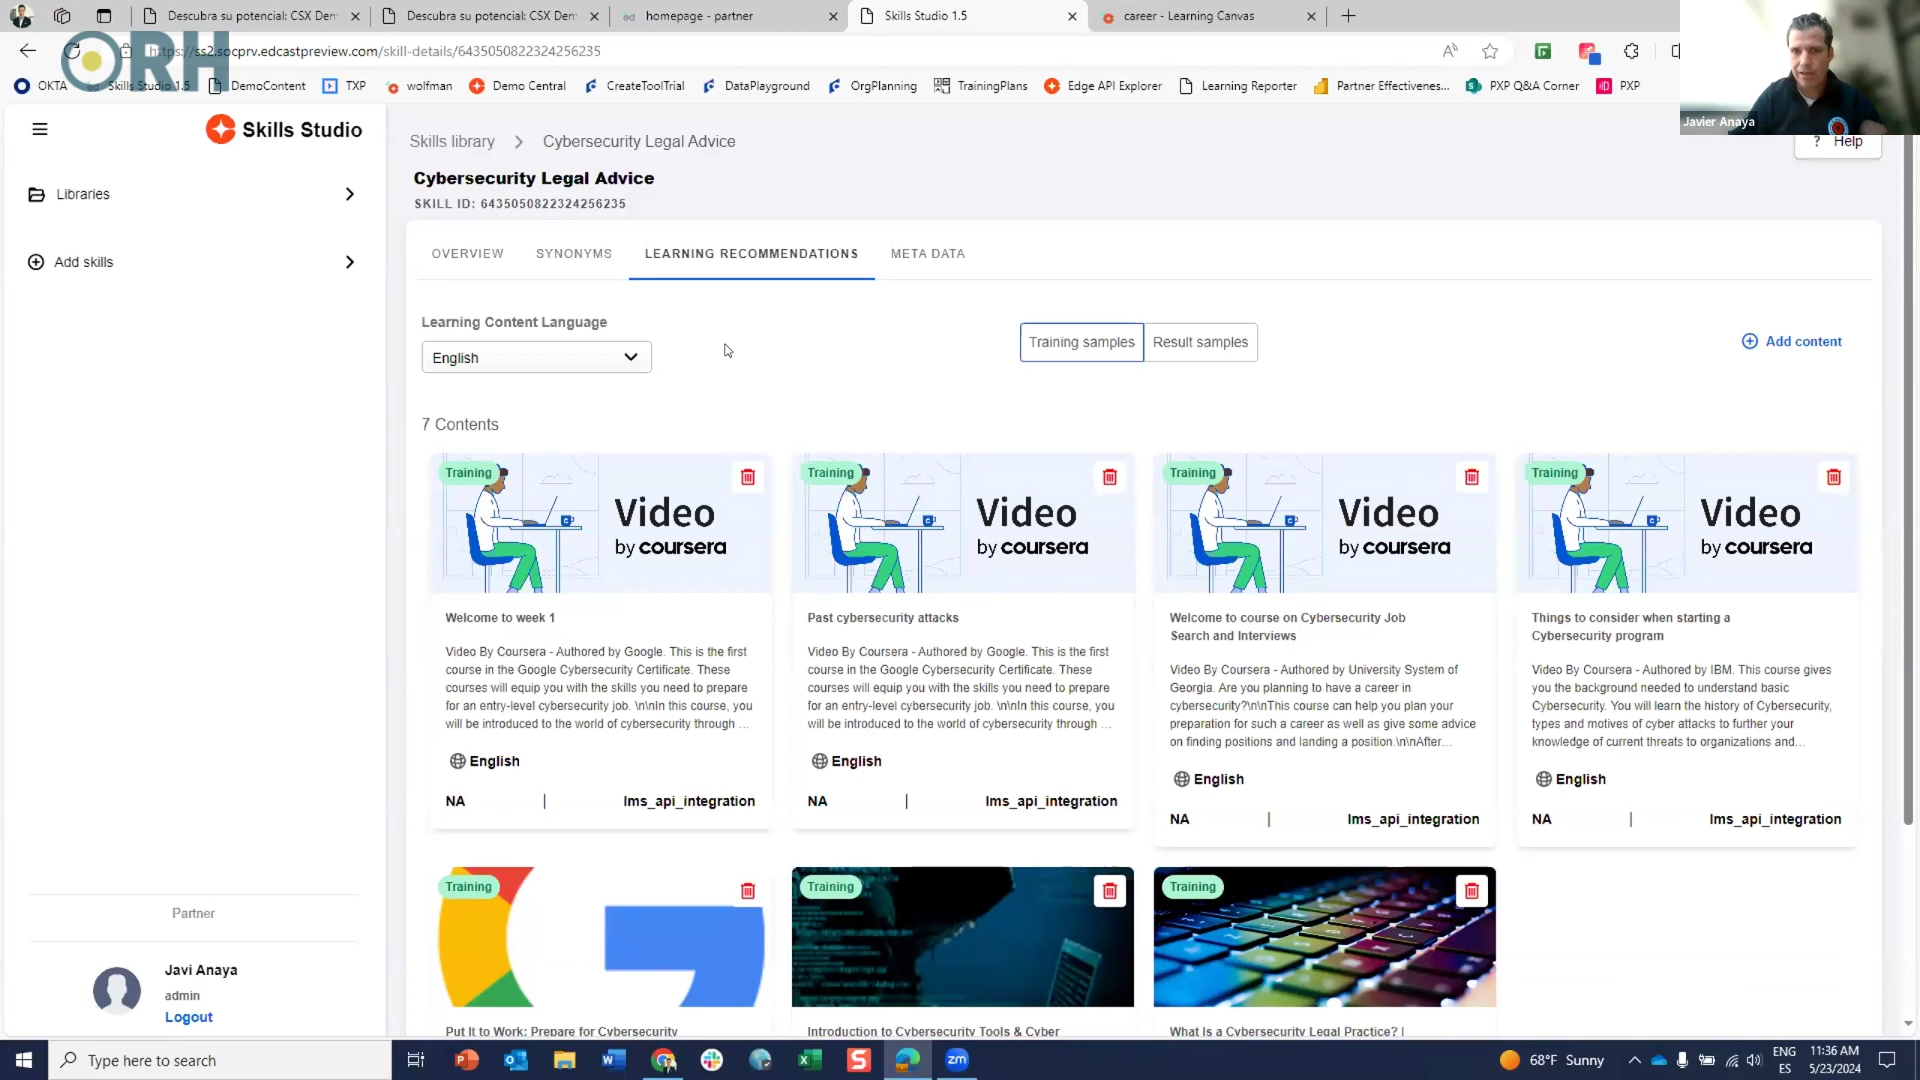 Descubra su potencial: CSX Den
Descubra su potencial: CSX Den
homepage - partner
Skills Studio 1.5
career - Learning Canvas
https://ss2.socprv.edcastpreview.com/skill-details/6435050822324256235
ORH
OKTA
Skills Studio 1.5
DemoContent
TXP
wolfman
Demo Central
CreateToolTrial
DataPlayground
OrgPlanning
TrainingPlans
Edge API Explorer
Learning Reporter
Partner Effectivenes...
PXP Q&A Corner
PXP
Javier Anaya
Skills Studio
Libraries
Add skills
Partner
Javi Anaya
admin
Logout
Skills library
Cybersecurity Legal Advice
? Help
Cybersecurity Legal Advice
SKILL ID: 6435050822324256235
OVERVIEW
SYNONYMS
LEARNING RECOMMENDATIONS
META DATA
Learning Content Language
English
Training samples
Result samples
Add content
7 Contents
Training
Video
by coursera
Welcome to week 1
Video By Coursera - Authored by Google. This is the first
course in the Google Cybersecurity Certificate. These
courses will equip you with the skills you need to prepare
for an entry-level cybersecurity job. \n\nIn this course, you
will be introduced to the world of cybersecurity through ...
English
NA | lms_api_integration
Training
Video
by coursera
Past cybersecurity attacks
Video By Coursera - Authored by Google. This is the first
course in the Google Cybersecurity Certificate. These
courses will equip you with the skills you need to prepare
for an entry-level cybersecurity job. \n\nIn this course, you
will be introduced to the world of cybersecurity through ...
English
NA | lms_api_integration
Training
Video
by coursera
Welcome to course on Cybersecurity Job
Search and Interviews
Video By Coursera - Authored by University System of
Georgia. Are you planning to have a career in
cybersecurity?\n\nThis course can help you plan your
preparation for such a career as well as give some advice
on finding positions and landing a position.\n\nAfter...
English
NA | lms_api_integration
Training
Video
by coursera
Things to consider when starting a
Cybersecurity program
Video By Coursera - Authored by IBM. This course gives
you the background needed to understand basic
Cybersecurity. You will learn the history of Cybersecurity,
types and motives of cyber attacks to further your
knowledge of current threats to organizations and...
English
NA | lms_api_integration
Training
Put It to Work: Prepare for Cybersecurity
Training
Introduction to Cybersecurity Tools & Cyber
Training
What Is a Cybersecurity Legal Practice? |
Type here to search
68°F Sunny
ENG
ES
11:36 AM
5/23/2024